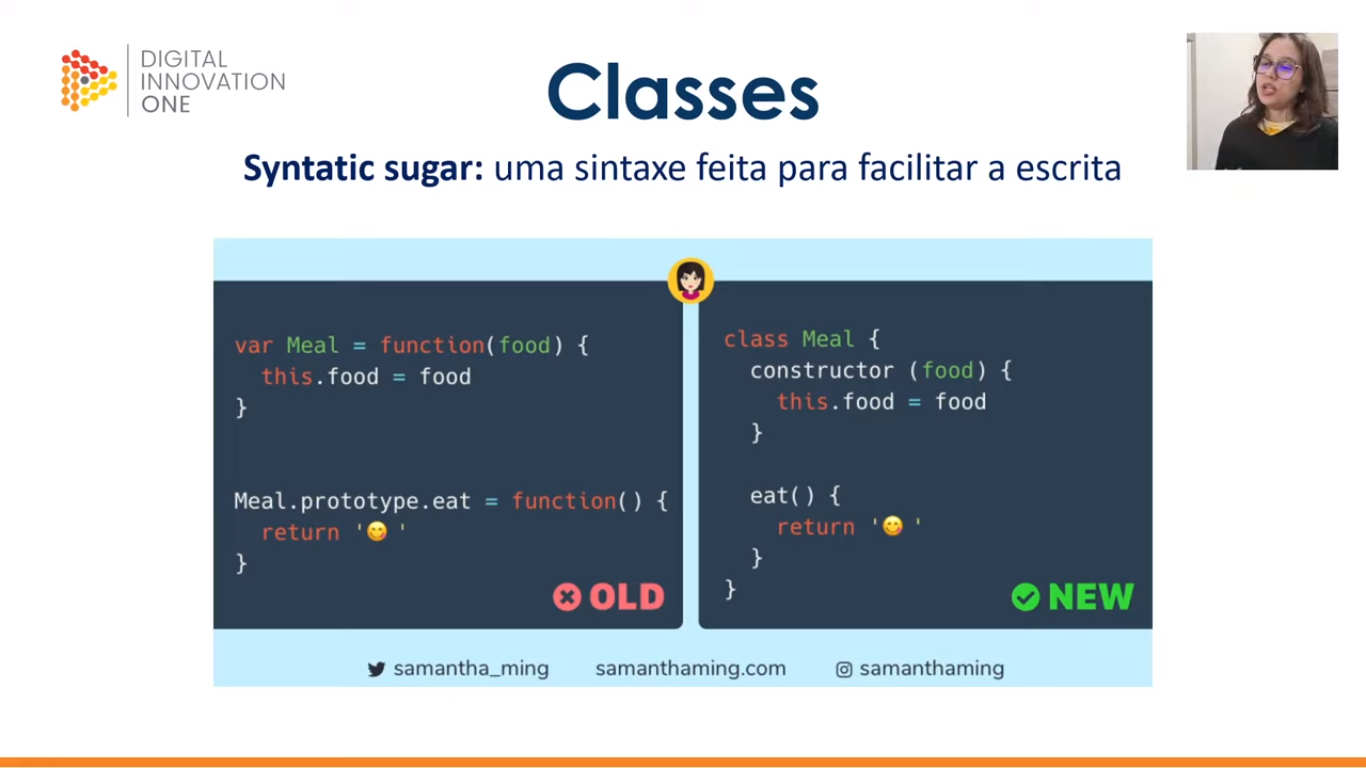 DIGITAL
INNOVATION
ONE
Classes
Syntatic sugar: uma sintaxe feita para facilitar a escrita
var Meal = function(food) {
  this.food = food
}
Meal.prototype.eat = function() {
  return '😋 '
}
OLD
class Meal {
  constructor (food) {
    this.food = food
  }
  eat() {
    return '😋 '
  }
}
NEW
samantha_ming samanthaming.com samanthaming